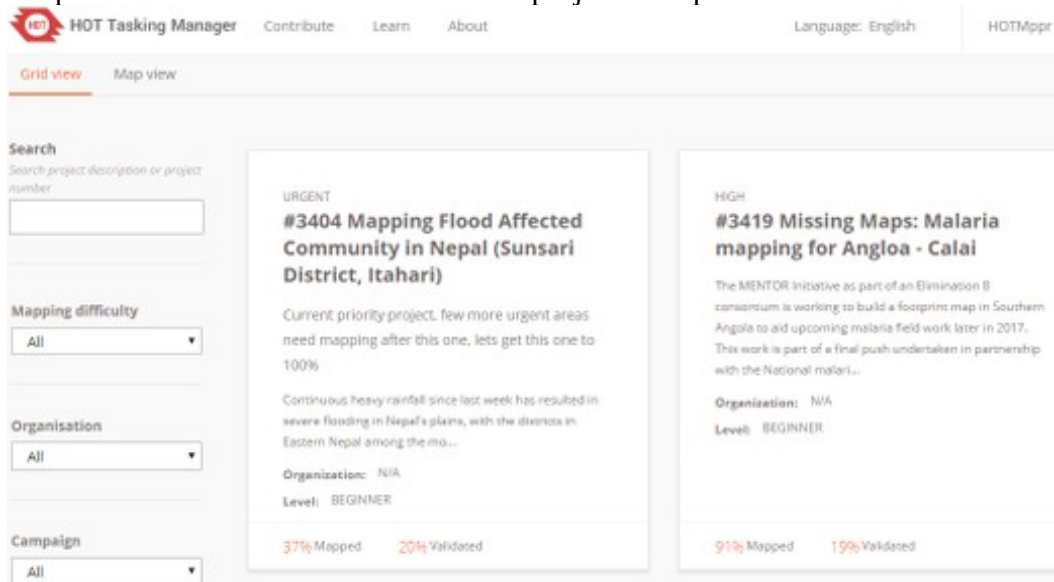 HOT
HOT Tasking Manager
Contribute
Learn
About
Language: English
HOTMppr
Grid view
Map view
Search
Search project description or project
number
Mapping difficulty
All
Organisation
All
Campaign
All
URGENT
#3404 Mapping Flood Affected
Community in Nepal (Sunsari
District, Itahari)
Current priority project, few more urgent areas
need mapping after this one, lets get this one to
100%
Continuous heavy rainfall since last week has resulted in
severe flooding in Nepal's plains, with the districts in
Eastern Nepal among the mo...
Organization: N/A
Level: BEGINNER
37% Mapped
20% Validated
HIGH
#3419 Missing Maps: Malaria
mapping for Angloa - Calai
The MENTOR Initiative as part of an Elimination 8
consortium is working to build a footprint map in Southern
Angola to aid upcoming malaria field work later in 2017.
This work is part of a final push undertaken in partnership
with the National malari...
Organization: N/A
Level: BEGINNER
91% Mapped
19% Validated